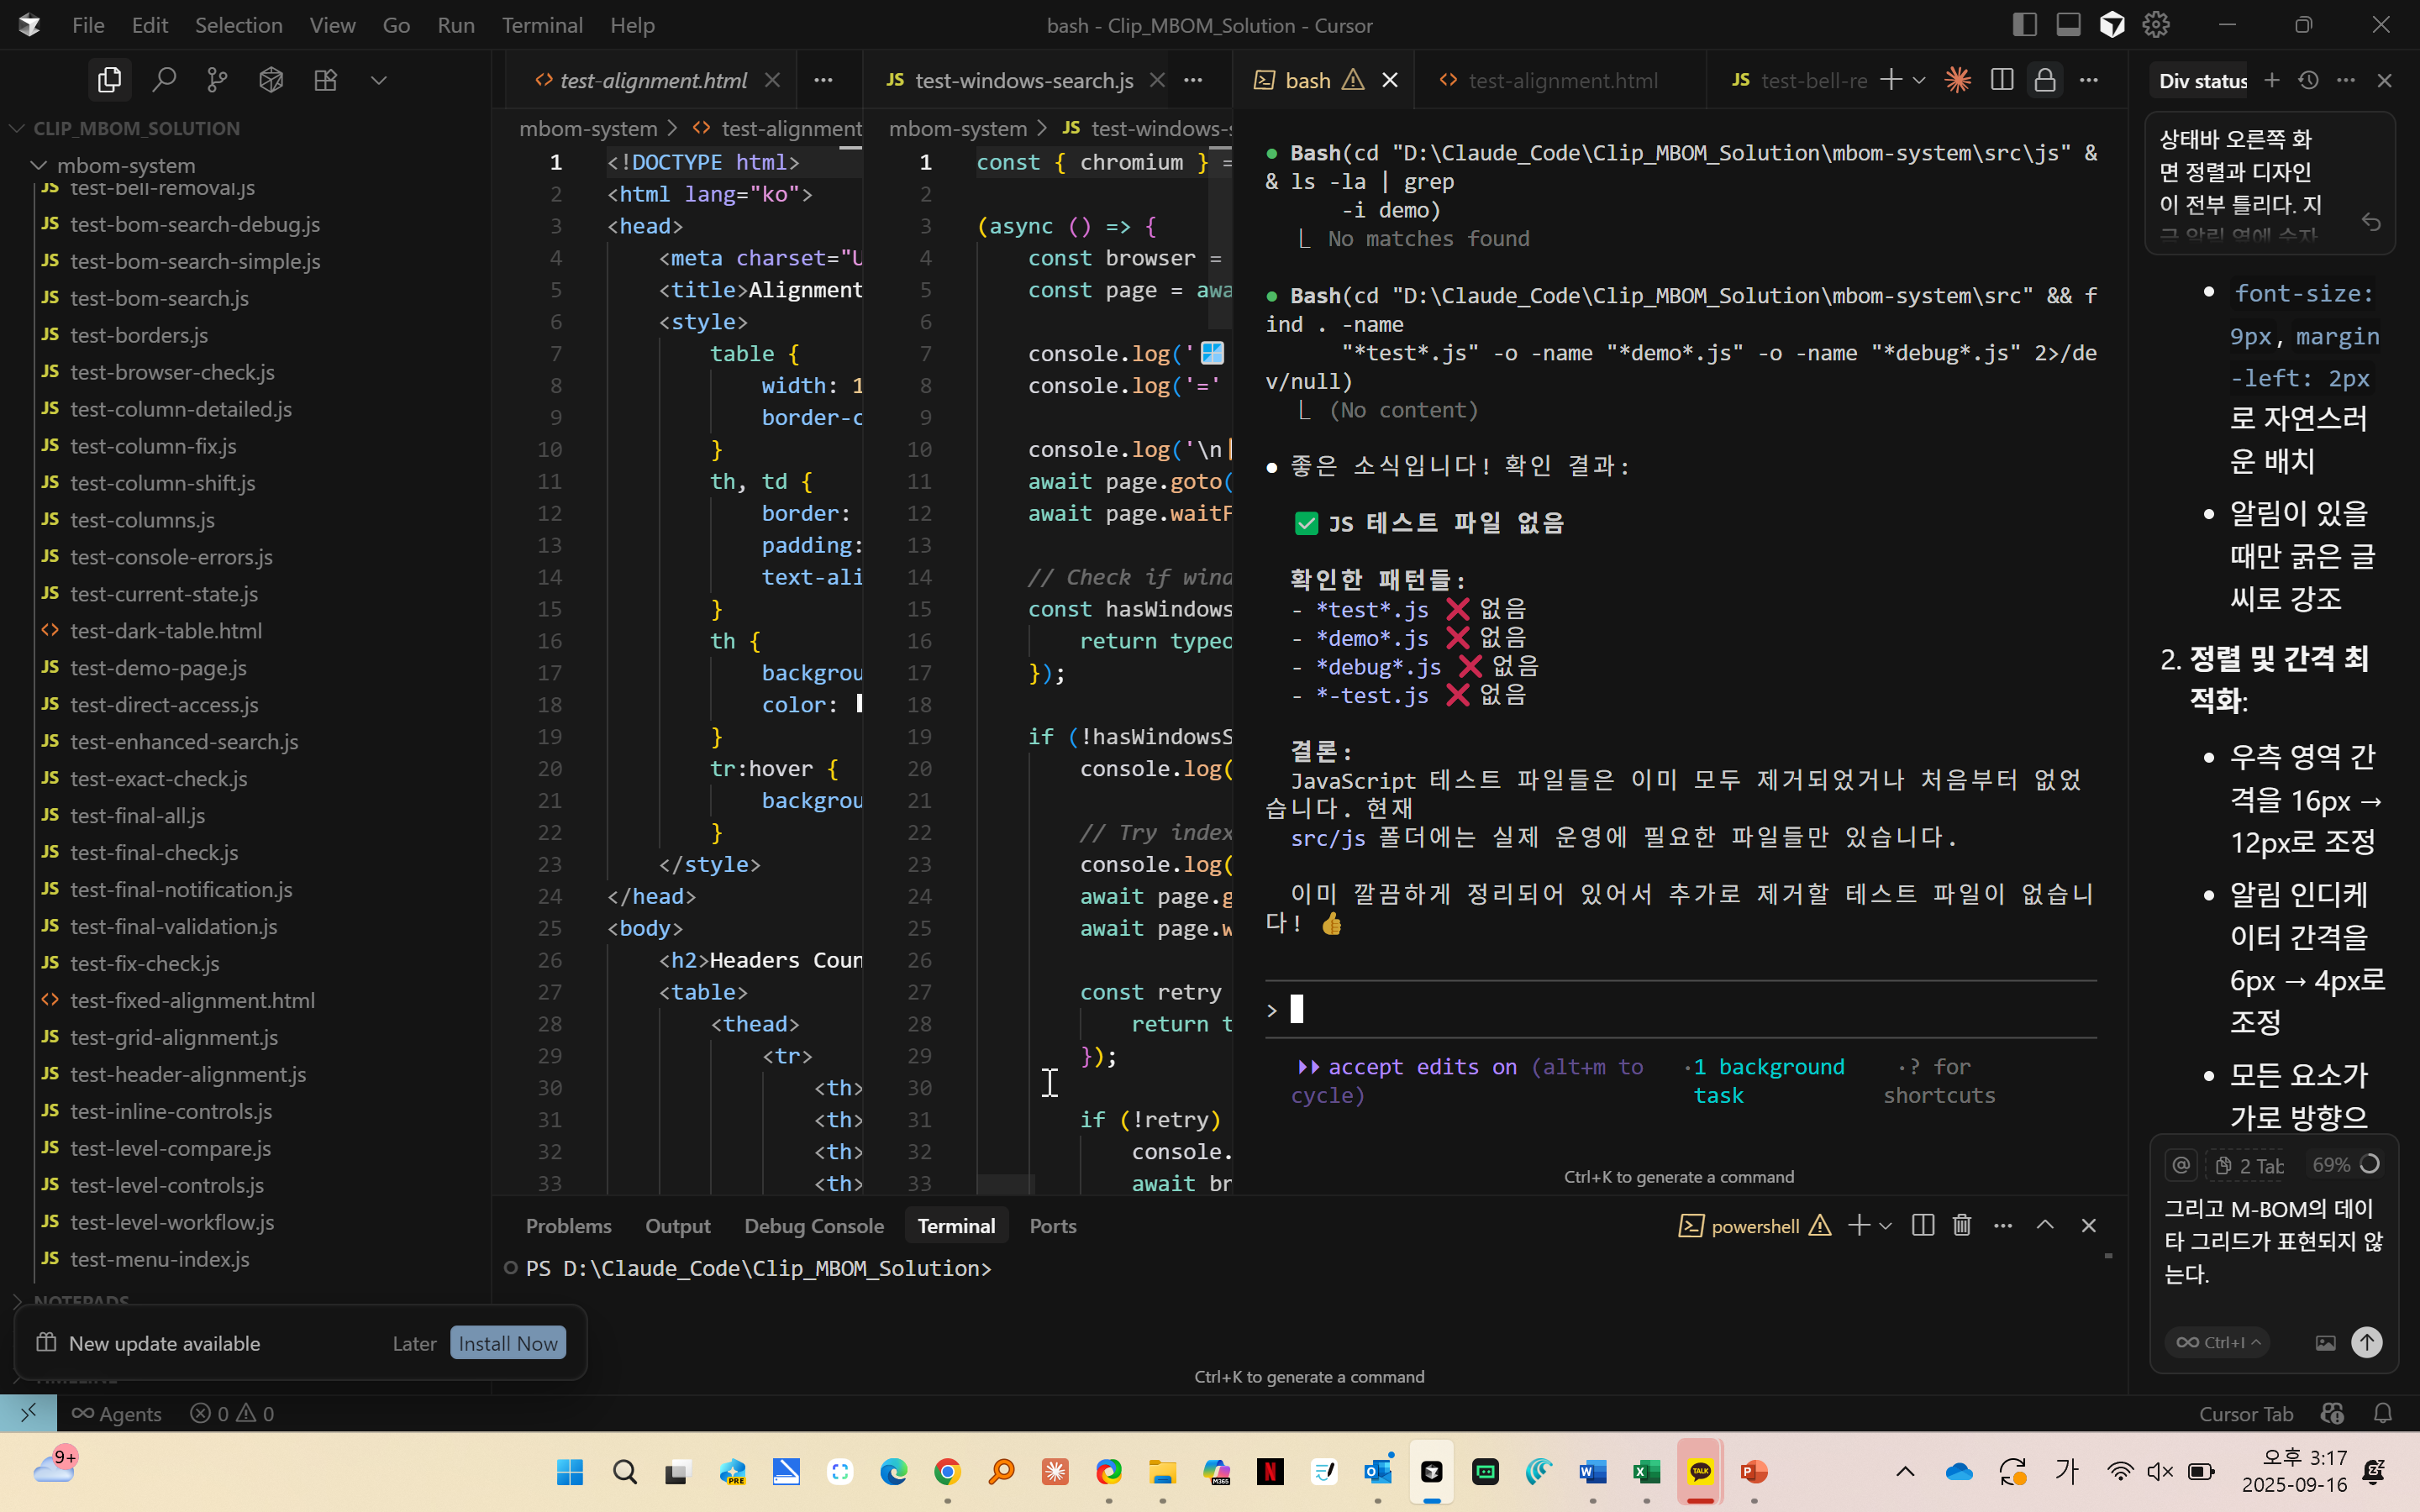 File Edit Selection View Go Run Terminal Help
bash - Clip_MBOM_Solution - Cursor
CLIP_MBOM_SOLUTION
mbom-system
test-bell-removal.js
JS test-bom-search-debug.js
JS test-bom-search-simple.js
JS test-bom-search.js
JS test-borders.js
JS test-browser-check.js
JS test-column-detailed.js
JS test-column-fix.js
JS test-column-shift.js
JS test-columns.js
JS test-console-errors.js
JS test-current-state.js
<> test-dark-table.html
JS test-demo-page.js
JS test-direct-access.js
JS test-enhanced-search.js
JS test-exact-check.js
JS test-final-all.js
JS test-final-check.js
JS test-final-notification.js
JS test-final-validation.js
JS test-fix-check.js
<> test-fixed-alignment.html
JS test-grid-alignment.js
JS test-header-alignment.js
JS test-inline-controls.js
JS test-level-compare.js
JS test-level-controls.js
JS test-level-workflow.js
JS test-menu-index.js
NOTEPADS
New update available Later Install Now
TIMELINE
<> test-alignment.html
mbom-system > <> test-alignment
1 <!DOCTYPE html>
2 <html lang="ko">
3 <head>
4 <meta charset="U
5 <title>Alignment
6 <style>
7 table {
8 width: 1
9 border-c
10 }
11 th, td {
12 border:
13 padding:
14 text-ali
15 }
16 th {
17 backgrou
18 color:
19 }
20 tr:hover {
21 backgrou
22 }
23 </style>
24 </head>
25 <body>
26 <h2>Headers Coun
27 <table>
28 <thead>
29 <tr>
30 <th>
31 <th>
32 <th>
33 <th>
JS test-windows-search.js
mbom-system > JS test-windows-s
1 const { chromium } =
2
3 (async () => {
4 const browser =
5 const page = awa
6
7 console.log('
8 console.log('='
9
10 console.log('\n
11 await page.goto(
12 await page.waitF
13
14 // Check if wind
15 const hasWindows
16 return typeo
17 });
18
19 if (!hasWindowsS
20 console.log(
21
22 // Try index
23 console.log(
24 await page.g
25 await page.w
26
27 const retry
28 return t
29 });
30
31 if (!retry)
32 console.
33 await br
bash
<> test-alignment.html
JS test-bell-re
● Bash(cd "D:\Claude_Code\Clip_MBOM_Solution\mbom-system\src\js" &
& ls -la | grep
-i demo)
⎿ No matches found
● Bash(cd "D:\Claude_Code\Clip_MBOM_Solution\mbom-system\src" && f
ind . -name
"*test*.js" -o -name "*demo*.js" -o -name "*debug*.js" 2>/de
v/null)
⎿ (No content)
● 좋은 소식입니다! 확인 결과:
✅ JS 테스트 파일 없음
확인한 패턴들:
- *test*.js ❌ 없음
- *demo*.js ❌ 없음
- *debug*.js ❌ 없음
- *-test.js ❌ 없음
결론:
JavaScript 테스트 파일들은 이미 모두 제거되었거나 처음부터 없었
습니다. 현재
src/js 폴더에는 실제 운영에 필요한 파일들만 있습니다.
이미 깔끔하게 정리되어 있어서 추가로 제거할 테스트 파일이 없습니
다! 👍
>
accept edits on (alt+m to
cycle)
·1 background
task
·? for
shortcuts
Ctrl+K to generate a command
Problems Output Debug Console Terminal Ports
powershell
PS D:\Claude_Code\Clip_MBOM_Solution>
Ctrl+K to generate a command
Div status
상태바 오른쪽 화
면 정렬과 디자인
이 전부 틀리다. 지
금 알림 옆에 숫자
• font-size:
9px, margin
-left: 2px
로 자연스러
운 배치
• 알림이 있을
때만 굵은 글
씨로 강조
2. 정렬 및 간격 최
적화:
• 우측 영역 간
격을 16px →
12px로 조정
• 알림 인디케
이터 간격을
6px → 4px로
조정
• 모든 요소가
가로 방향으
@ 2 Tab 69%
그리고 M-BOM의 데이
타 그리드가 표현되지 않
는다.
∞ Ctrl+I
∞ Agents 0 0
Cursor Tab
9+
PRE
M365
N
TALK
가
오후 3:17
2025-09-16